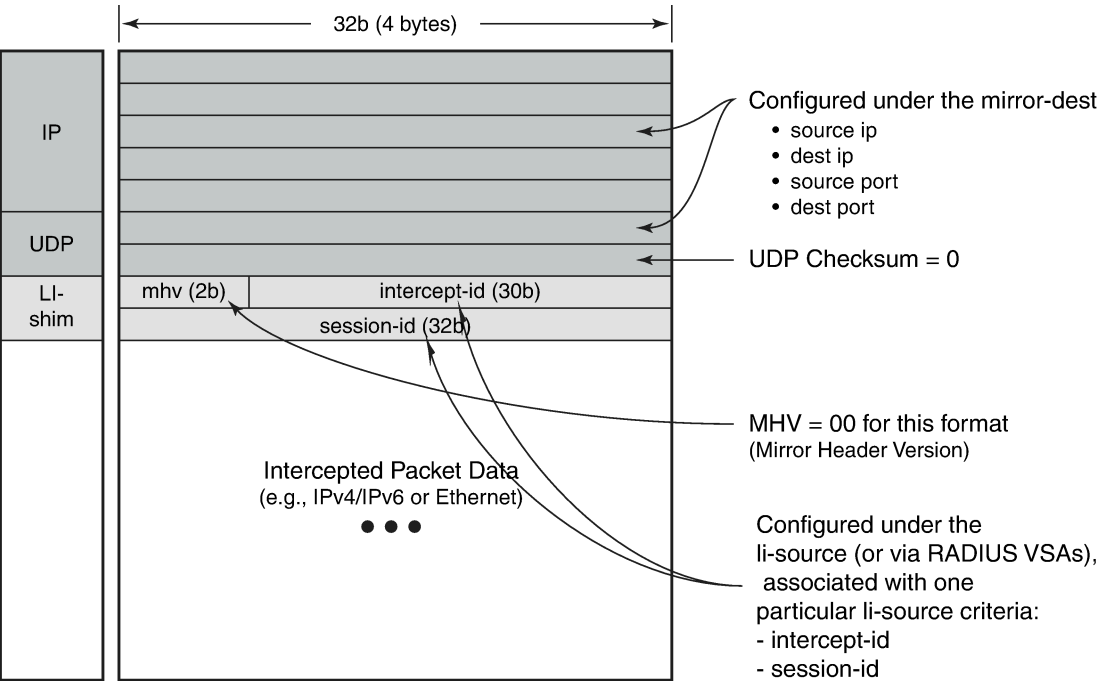 32b (4 bytes)
IP
Configured under the mirror-dest
• source ip
• dest ip
• source port
• dest port
UDP
UDP Checksum = 0
LI-
shim
mhv (2b)
intercept-id (30b)
session-id (32b)
MHV = 00 for this format
(Mirror Header Version)
Intercepted Packet Data
(e.g., IPv4/IPv6 or Ethernet)
Configured under the
li-source (or via RADIUS VSAs),
associated with one
particular li-source criteria:
- intercept-id
- session-id